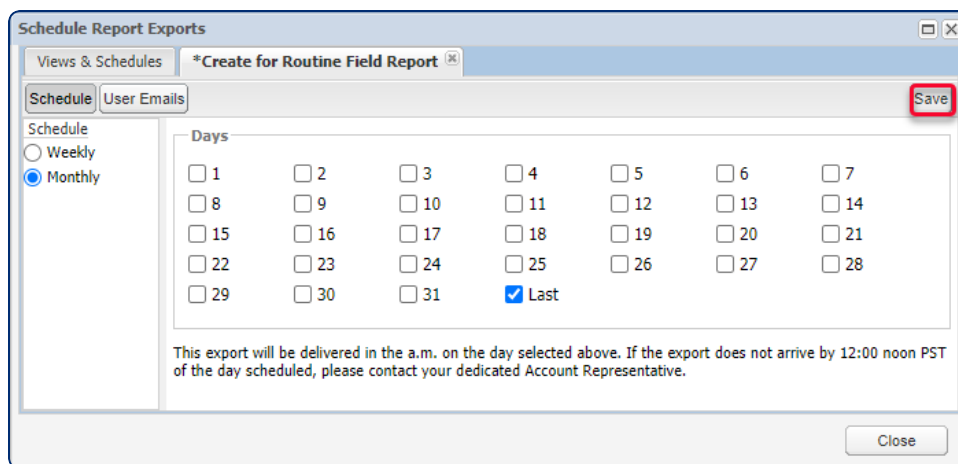 Schedule Report Exports
Views & Schedules *Create for Routine Field Report
Schedule User Emails Save
Schedule
Weekly
Monthly
Days
1 2 3 4 5 6 7
8 9 10 11 12 13 14
15 16 17 18 19 20 21
22 23 24 25 26 27 28
29 30 31 Last
This export will be delivered in the a.m. on the day selected above. If the export does not arrive by 12:00 noon PST
of the day scheduled, please contact your dedicated Account Representative.
Close